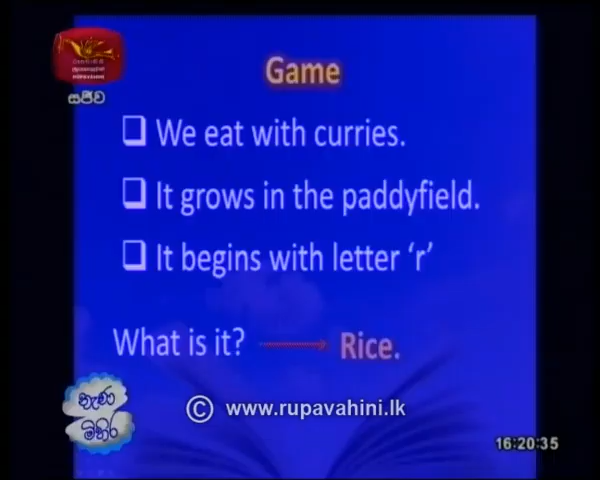 Game
සජීව
❑ We eat with curries.
❑ It grows in the paddyfield.
❑ It begins with letter ‘r’
What is it? → Rice.
නැණ
මිහිර
© www.rupavahini.lk
16:20:35